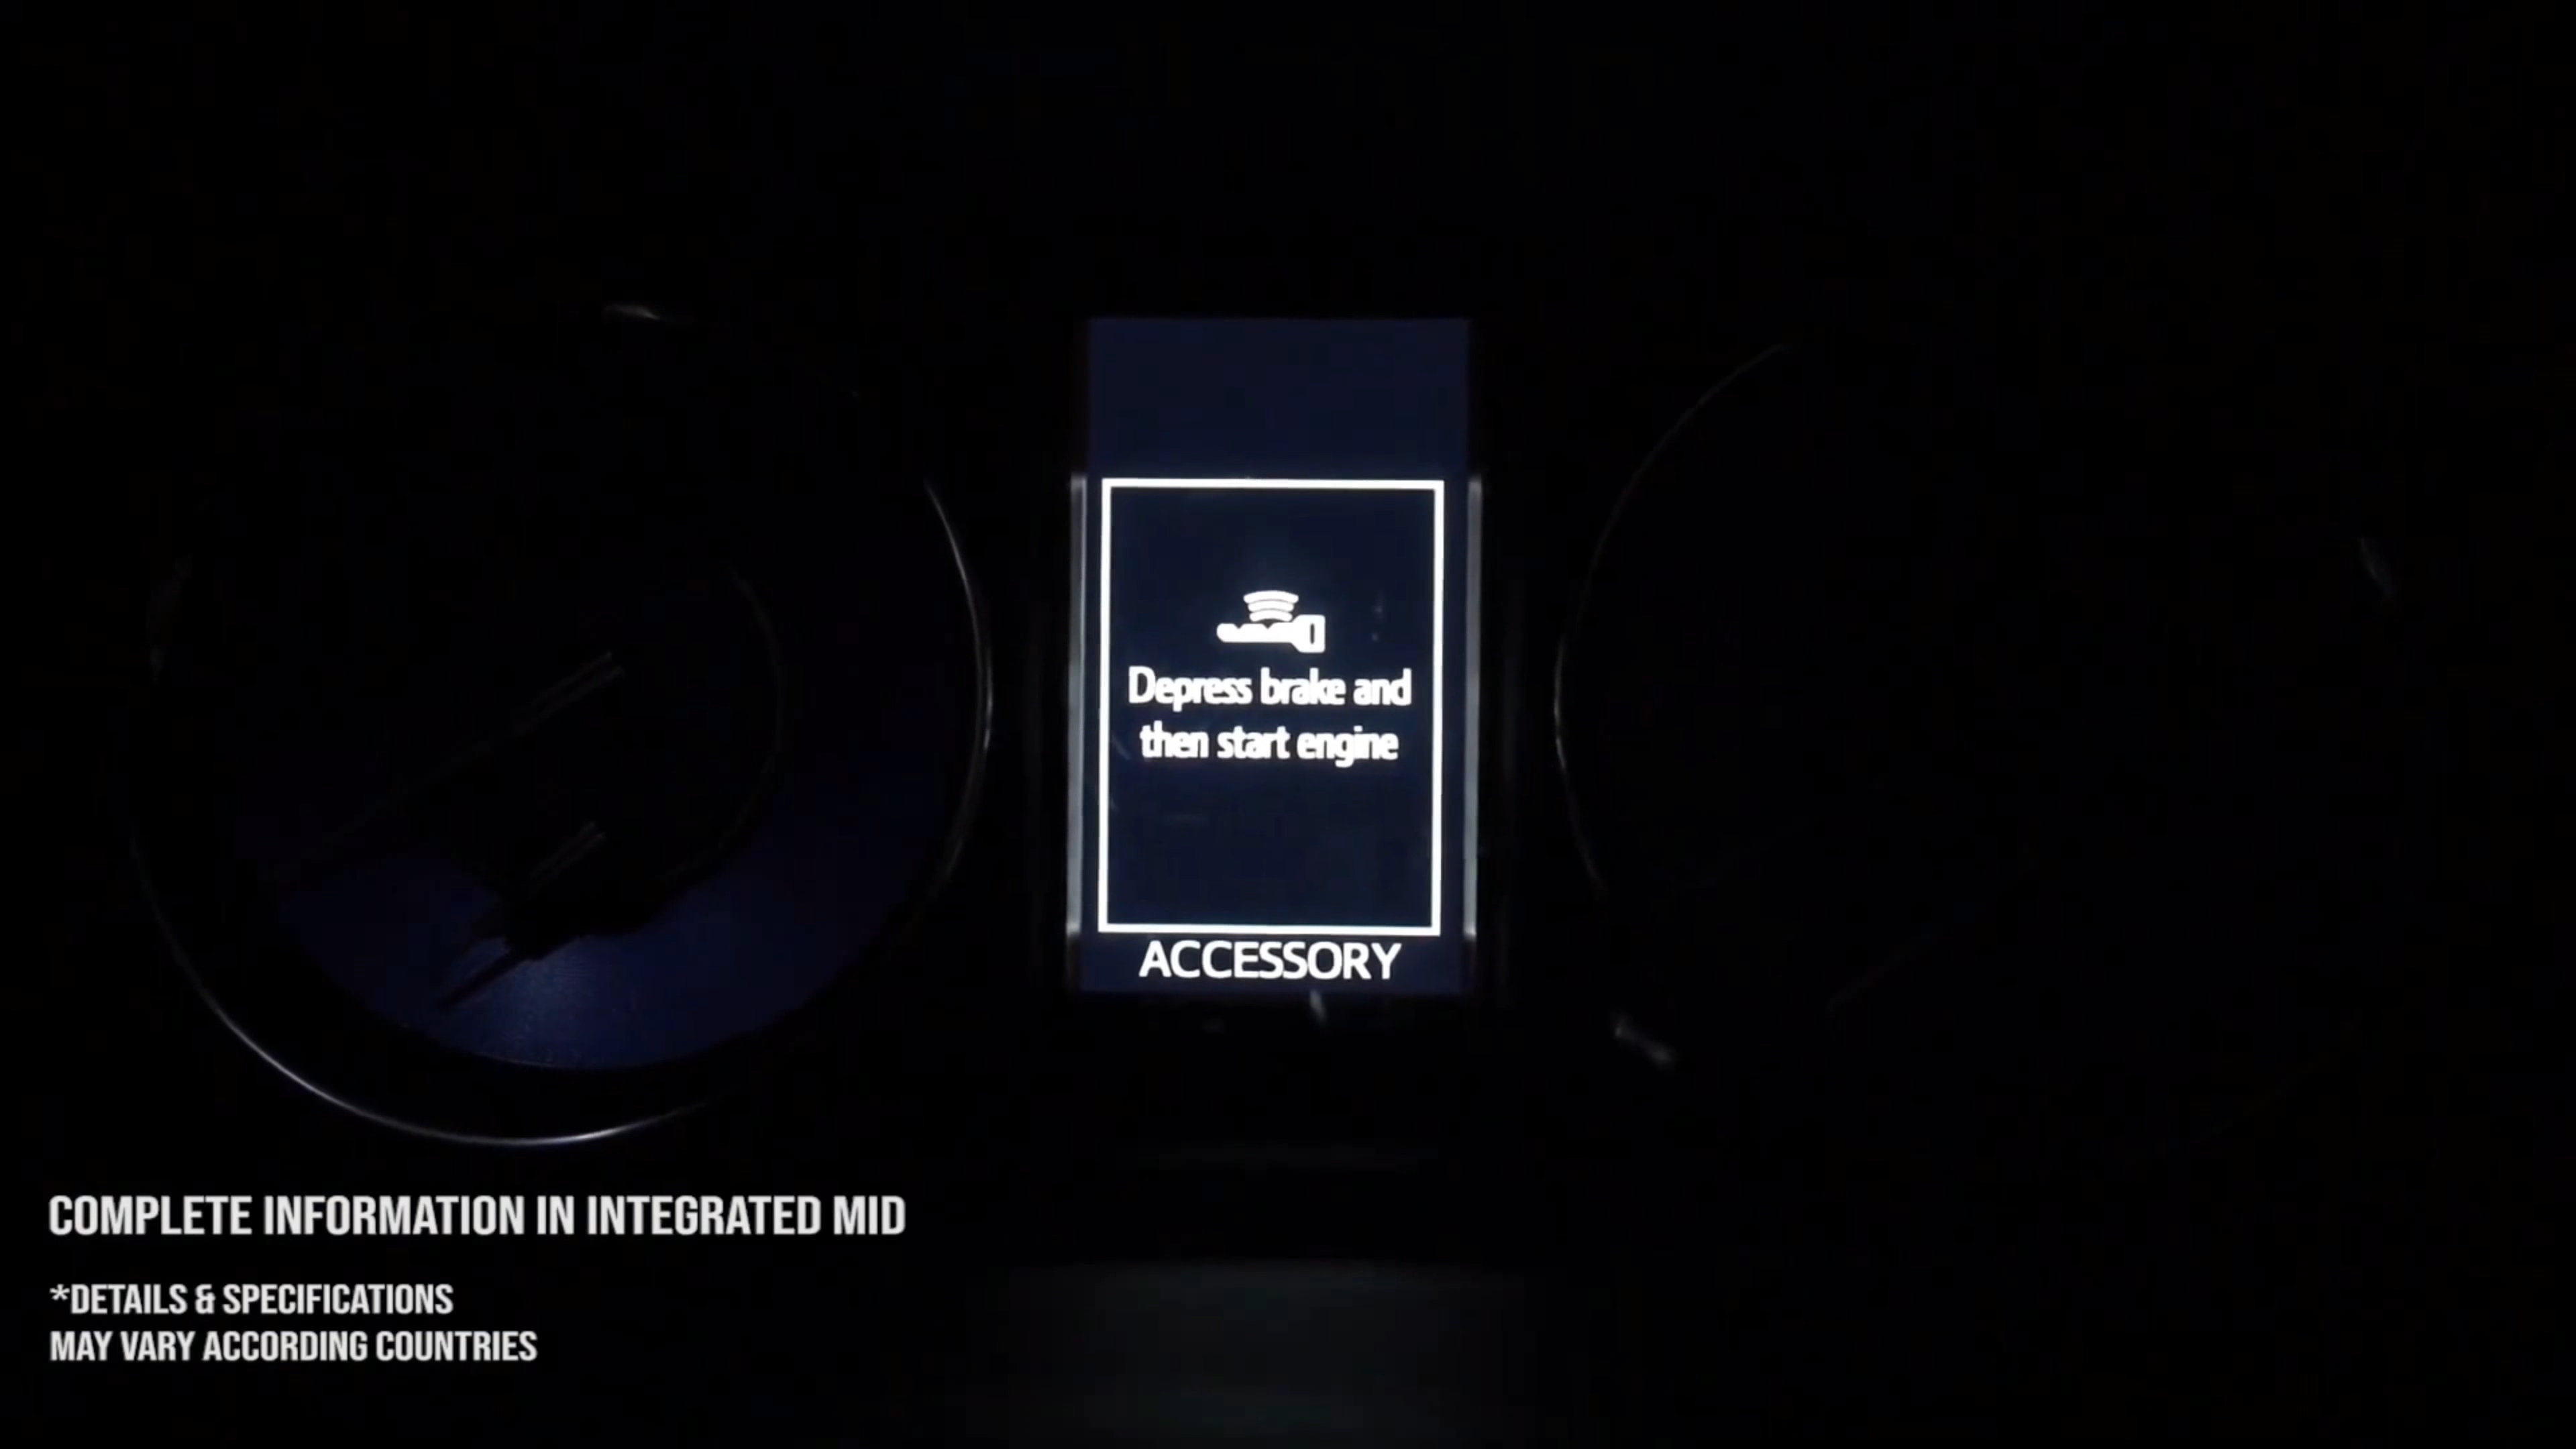 Depress brake and
then start engine
ACCESSORY
COMPLETE INFORMATION IN INTEGRATED MID
*DETAILS & SPECIFICATIONS
MAY VARY ACCORDING COUNTRIES